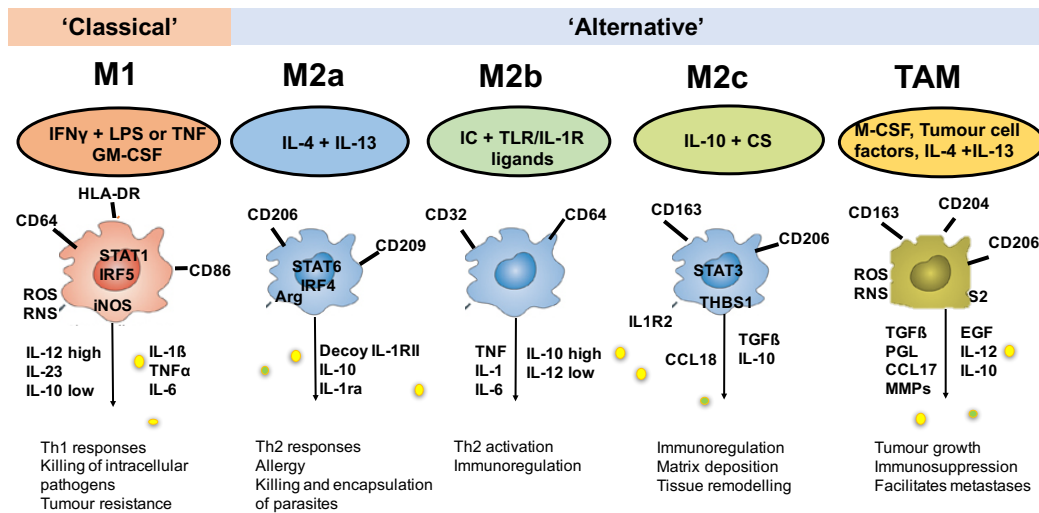 ‘Classical’
‘Alternative’
M1
M2a
M2b
M2c
TAM
IFNγ + LPS or TNF
GM-CSF
IL-4 + IL-13
IC + TLR/IL-1R
ligands
IL-10 + CS
M-CSF, Tumour cell
factors, IL-4 +IL-13
HLA-DR
CD64
CD86
STAT1
IRF5
iNOS
ROS
RNS
IL-12 high
IL-23
IL-10 low
IL-1ß
TNFα
IL-6
Th1 responses
Killing of intracellular
pathogens
Tumour resistance
CD206
CD209
STAT6
IRF4
Arg
Decoy IL-1RII
IL-10
IL-1ra
Th2 responses
Allergy
Killing and encapsulation
of parasites
CD32
CD64
TNF
IL-1
IL-6
IL-10 high
IL-12 low
Th2 activation
Immunoregulation
CD163
CD206
STAT3
THBS1
IL1R2
CCL18
TGFß
IL-10
Immunoregulation
Matrix deposition
Tissue remodelling
CD163
CD204
CD206
ROS
RNS
S2
TGFß
PGL
CCL17
MMPs
EGF
IL-12
IL-10
Tumour growth
Immunosuppression
Facilitates metastases